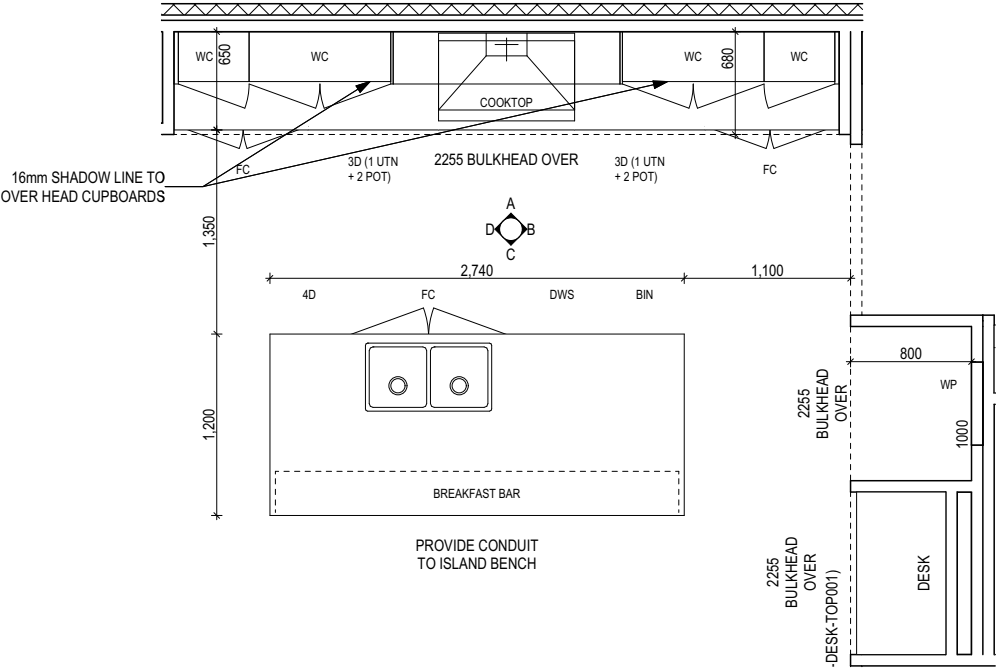 WC
650
WC
680
WC
WC
COOKTOP
16mm SHADOW LINE TO
OVER HEAD CUPBOARDS
FC
3D (1 UTN
+ 2 POT)
2255 BULKHEAD OVER
3D (1 UTN
+ 2 POT)
FC
1,350
A
D
B
C
2,740
1,100
4D
FC
DWS
BIN
800
WP
1000
2255
BULKHEAD
OVER
1,200
BREAKFAST BAR
PROVIDE CONDUIT
TO ISLAND BENCH
2255
BULKHEAD
OVER
-DESK-TOP001)
DESK